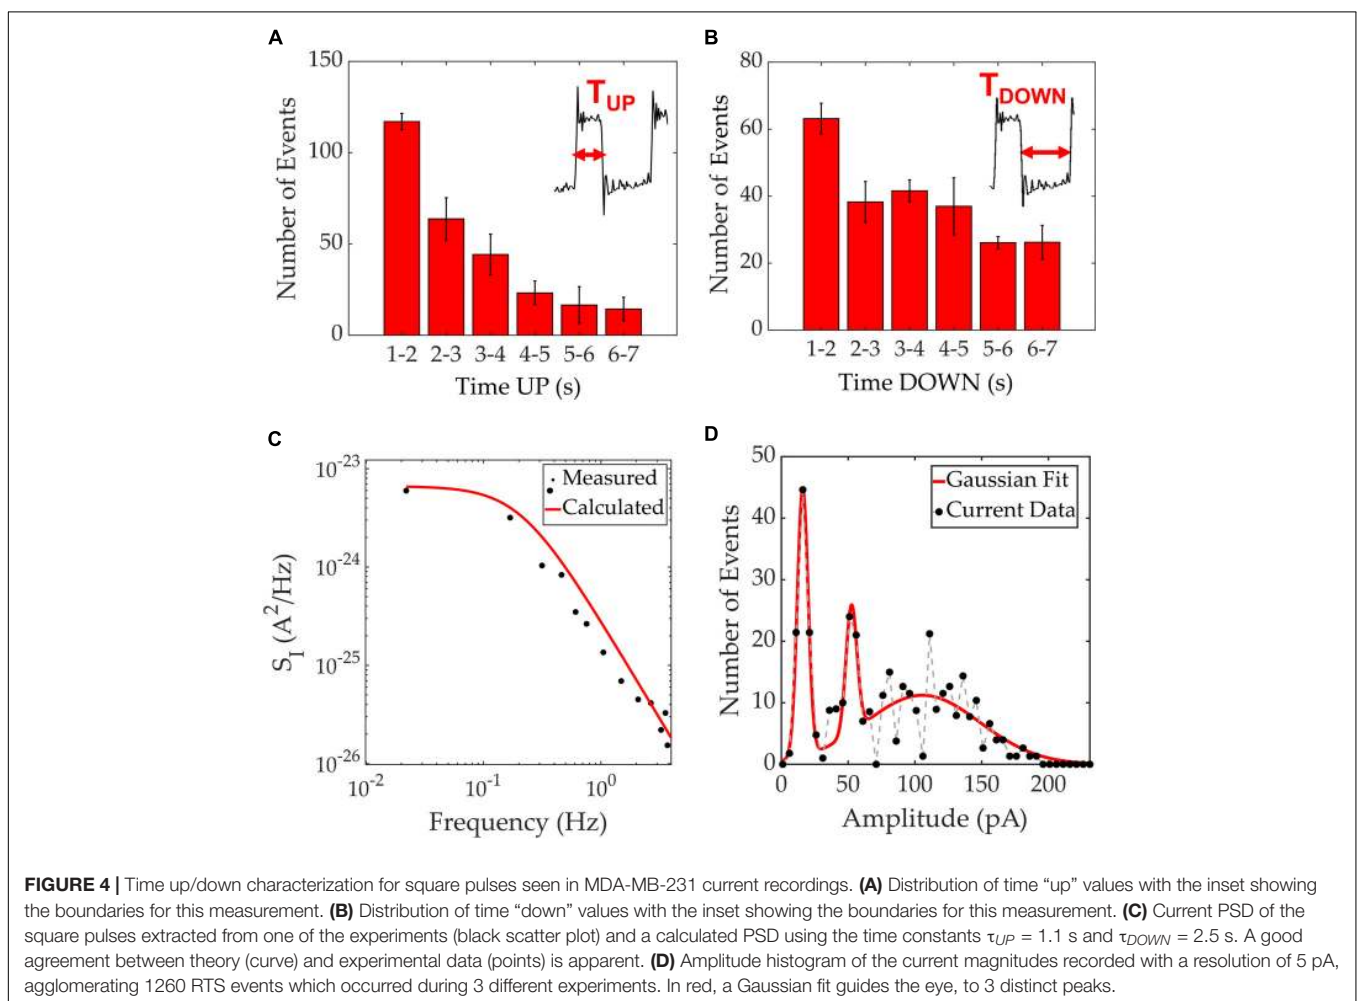 A
150
100
50
0
Number of Events
T UP
1-2 2-3 3-4 4-5 5-6 6-7
Time UP (s)
B
80
60
40
20
0
Number of Events
T DOWN
1-2 2-3 3-4 4-5 5-6 6-7
Time DOWN (s)
C
10^-23
10^-24
10^-25
10^-26
S_I (A^2/Hz)
Measured
Calculated
10^-2 10^-1 10^0
Frequency (Hz)
D
50
40
30
20
10
0
Number of Events
Gaussian Fit
Current Data
0 50 100 150 200
Amplitude (pA)
FIGURE 4 | Time up/down characterization for square pulses seen in MDA-MB-231 current recordings. (A) Distribution of time “up” values with the inset showing
the boundaries for this measurement. (B) Distribution of time “down” values with the inset showing the boundaries for this measurement. (C) Current PSD of the
square pulses extracted from one of the experiments (black scatter plot) and a calculated PSD using the time constants τ_UP = 1.1 s and τ_DOWN = 2.5 s. A good
agreement between theory (curve) and experimental data (points) is apparent. (D) Amplitude histogram of the current magnitudes recorded with a resolution of 5 pA,
agglomerating 1260 RTS events which occurred during 3 different experiments. In red, a Gaussian fit guides the eye, to 3 distinct peaks.